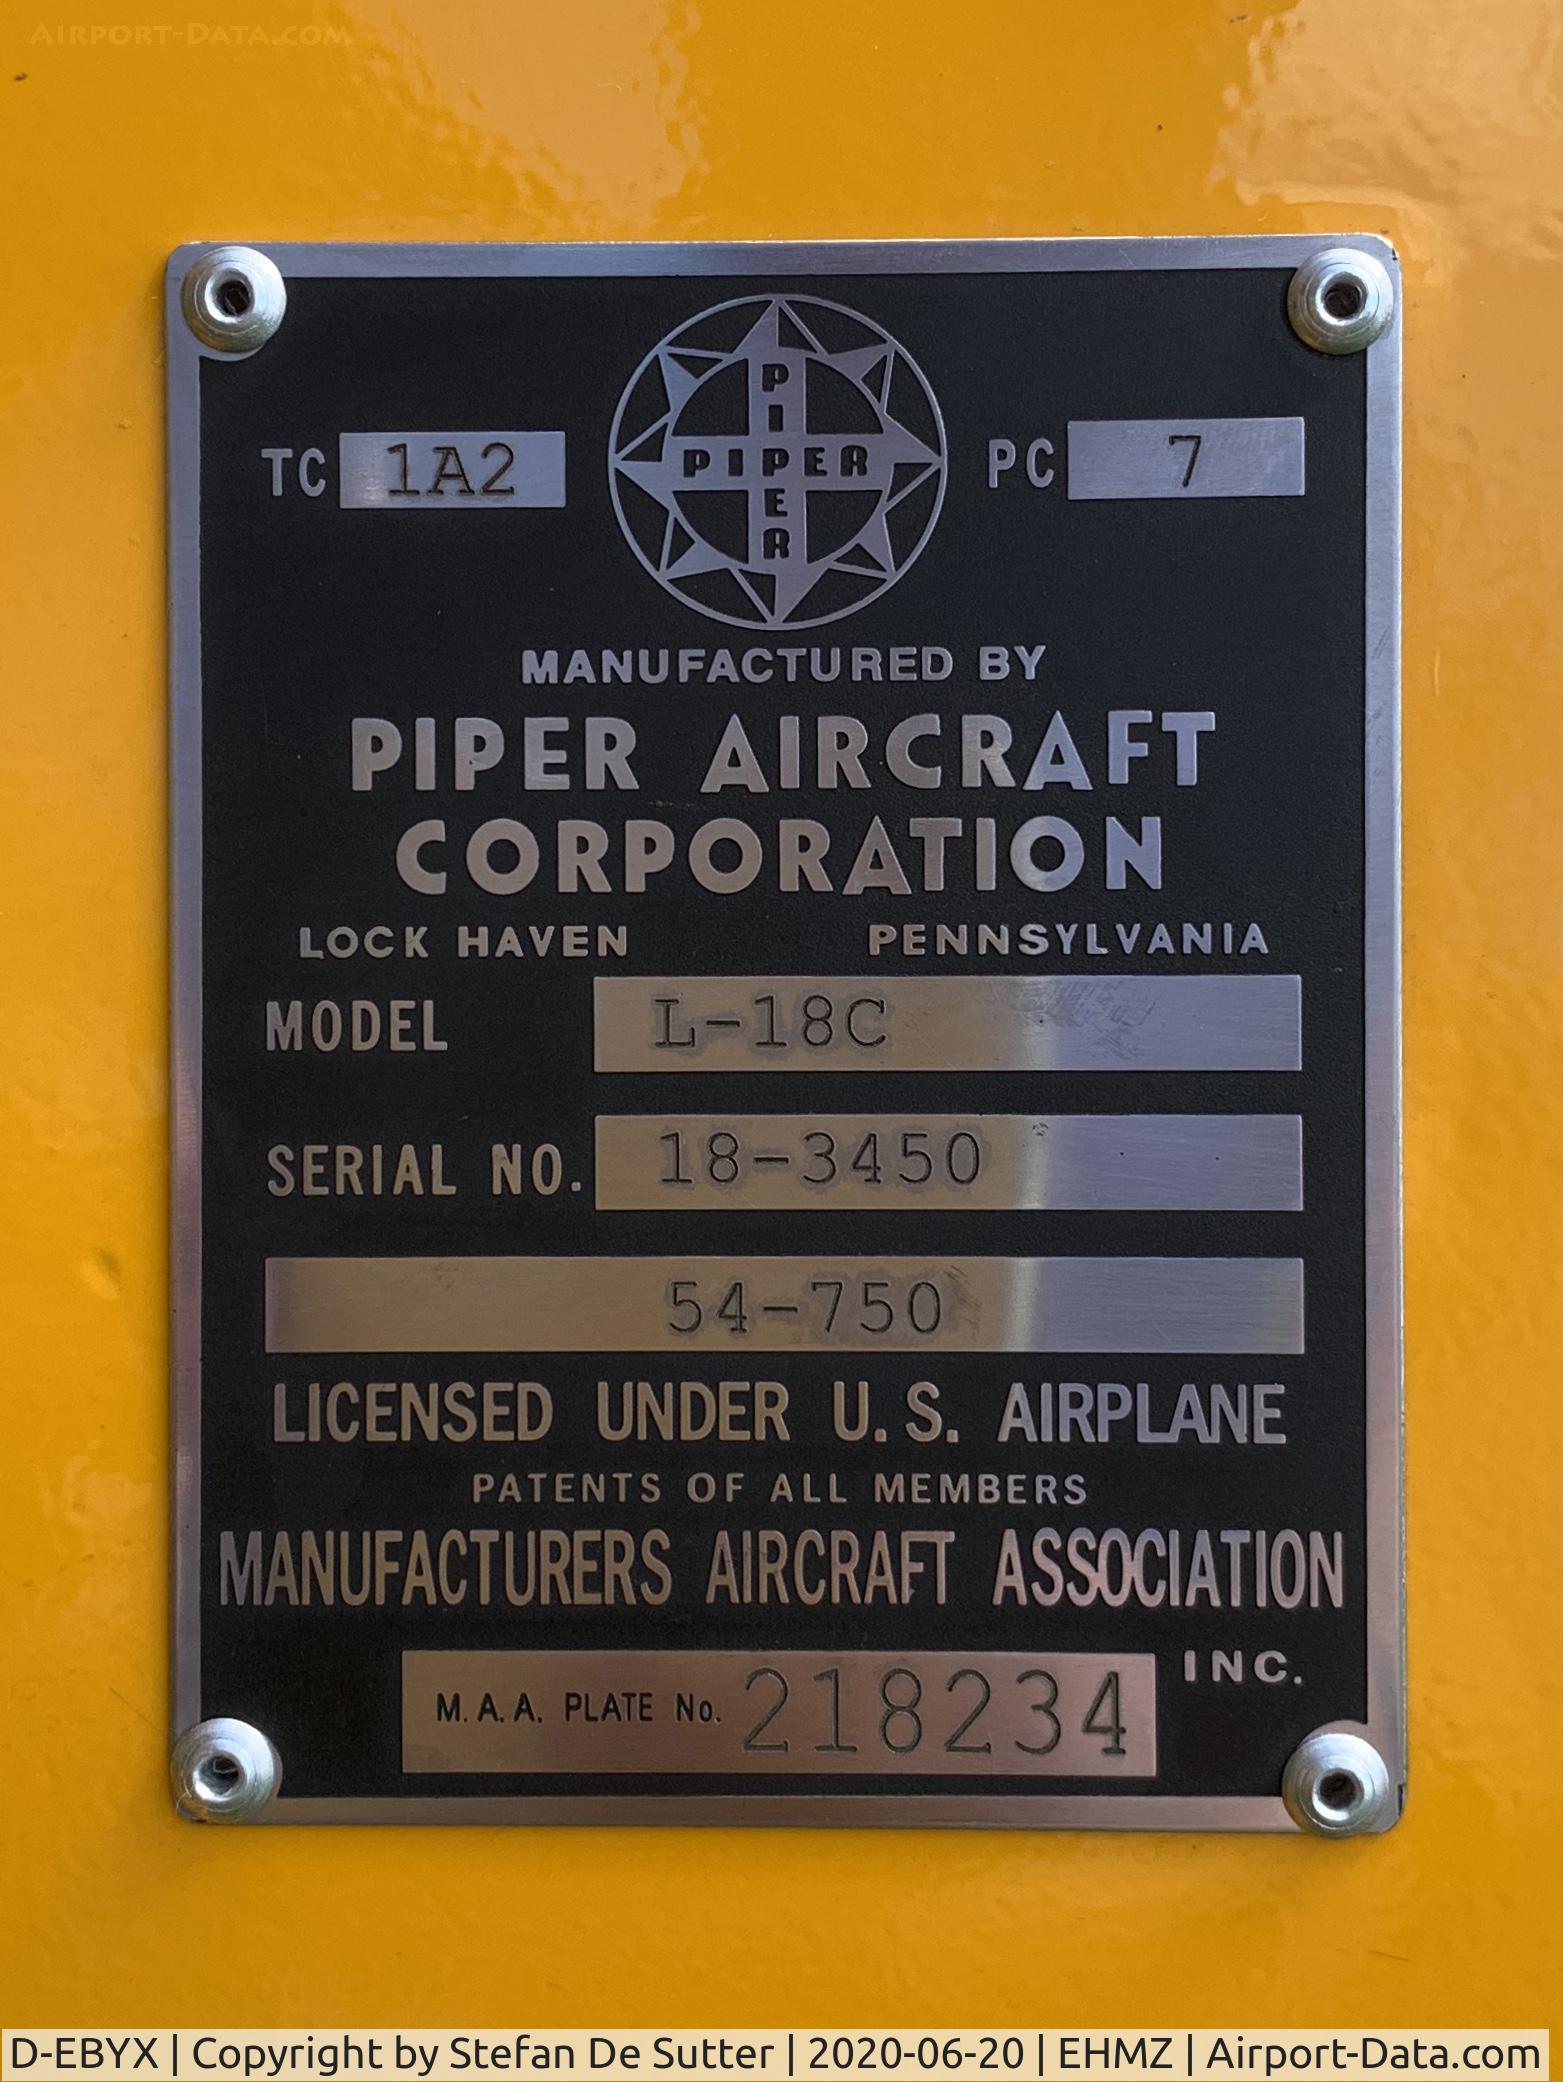 AIRPORT-DATA.COM
PIPER
PIPER
TC 1A2
PC 7
MANUFACTURED BY
PIPER AIRCRAFT
CORPORATION
LOCK HAVEN PENNSYLVANIA
MODEL L-18C
SERIAL NO. 18-3450
54-750
LICENSED UNDER U.S. AIRPLANE
PATENTS OF ALL MEMBERS
MANUFACTURERS AIRCRAFT ASSOCIATION
INC.
M.A.A. PLATE No. 218234
D-EBYX | Copyright by Stefan De Sutter | 2020-06-20 | EHMZ | Airport-Data.com